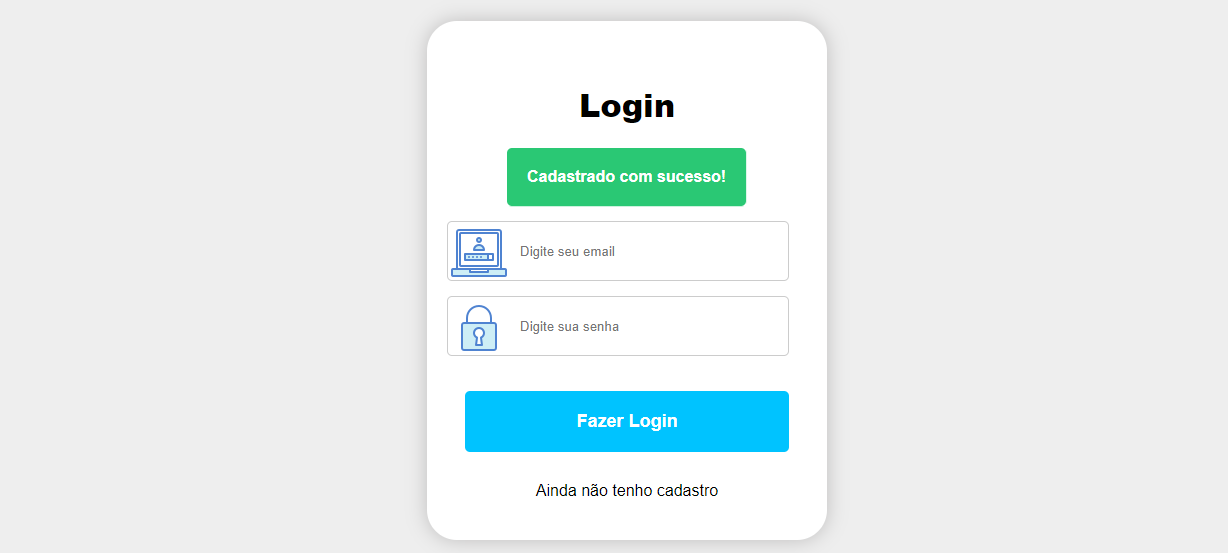 Login
Cadastrado com sucesso!
Digite seu email
Digite sua senha
Fazer Login
Ainda não tenho cadastro